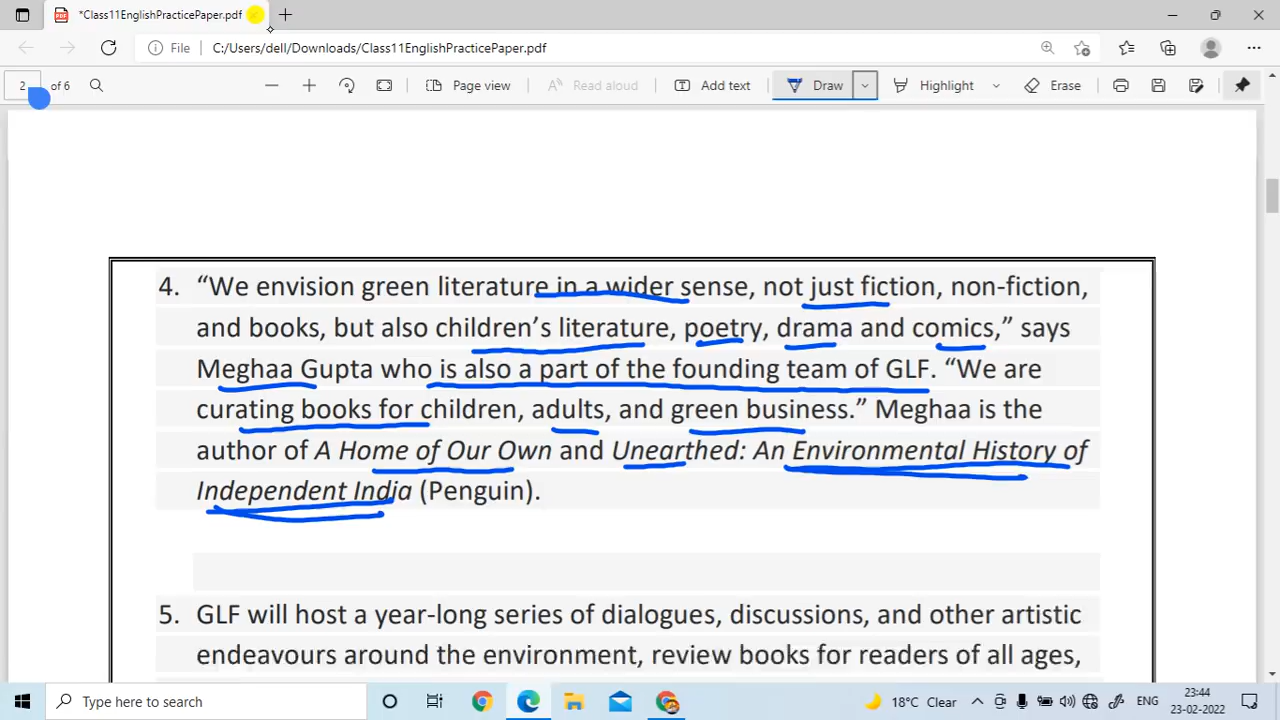 *Class11EnglishPracticePaper.pdf
File C:/Users/dell/Downloads/Class11EnglishPracticePaper.pdf
2 of 6 Page view Read aloud Add text Draw Highlight Erase
4. “We envision green literature in a wider sense, not just fiction, non-fiction,
and books, but also children’s literature, poetry, drama and comics,” says
Meghaa Gupta who is also a part of the founding team of GLF. “We are
curating books for children, adults, and green business.” Meghaa is the
author of A Home of Our Own and Unearthed: An Environmental History of
Independent India (Penguin).
5. GLF will host a year-long series of dialogues, discussions, and other artistic
endeavours around the environment, review books for readers of all ages,
Type here to search 18°C Clear ENG 23:44
23-02-2022